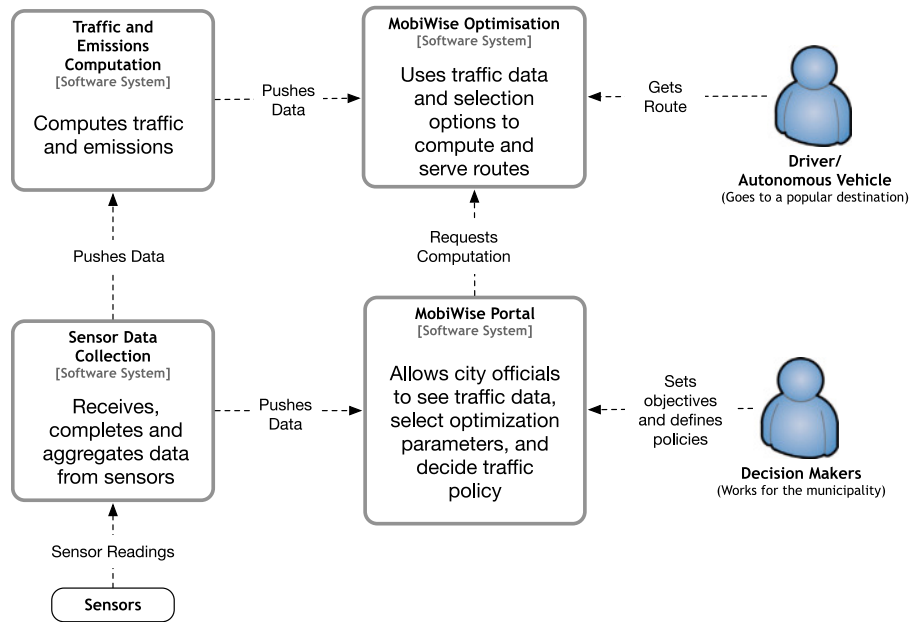 Traffic and
Emissions
Computation
[Software System]
Computes traffic
and emissions
Pushes
Data
MobiWise Optimisation
[Software System]
Uses traffic data
and selection
options to
compute and
serve routes
Gets
Route
Driver/
Autonomous Vehicle
(Goes to a popular destination)
Pushes Data
Requests
Computation
Sensor Data
Collection
[Software System]
Receives,
completes and
aggregates data
from sensors
Pushes
Data
MobiWise Portal
[Software System]
Allows city officials
to see traffic data,
select optimization
parameters, and
decide traffic
policy
Sets
objectives
and defines
policies
Decision Makers
(Works for the municipality)
Sensor Readings
Sensors